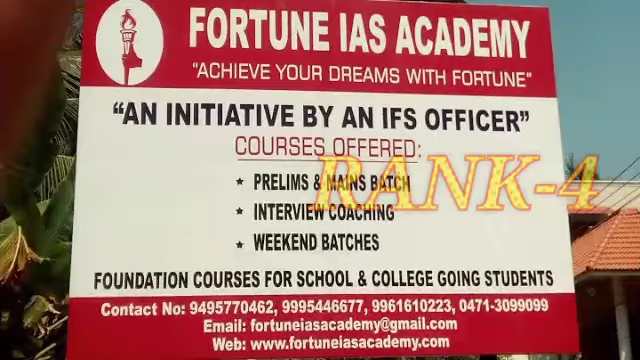 FORTUNE IAS ACADEMY
"ACHIEVE YOUR DREAMS WITH FORTUNE"
"AN INITIATIVE BY AN IFS OFFICER"
COURSES OFFERED:
★ PRELIMS & MAINS BATCH
RANK-4
★ INTERVIEW COACHING
★ WEEKEND BATCHES
FOUNDATION COURSES FOR SCHOOL & COLLEGE GOING STUDENTS
Contact No: 9495770462, 9995446677, 9961610223, 0471-3099099
Email: fortuneiasacademy@gmail.com
Web: www.fortuneiasacademy.com